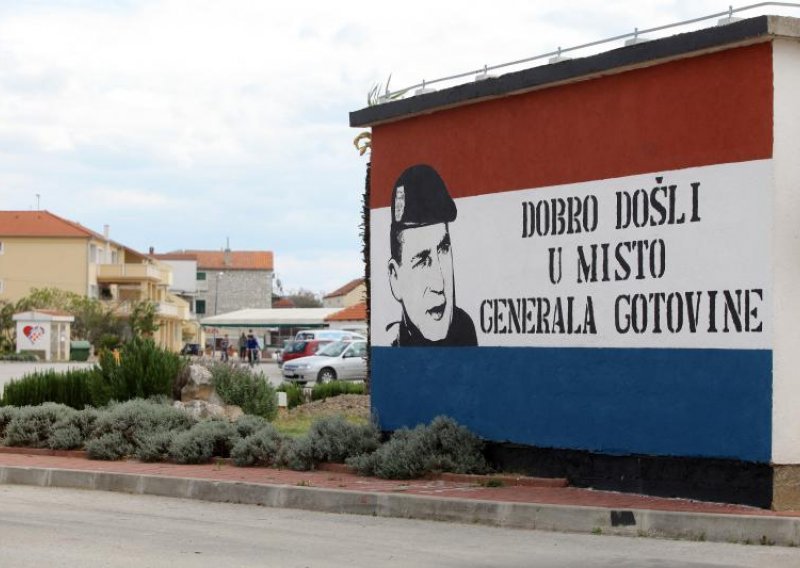 DOBRO DOŠLI
U MISTO
GENERALA GOTOVINE